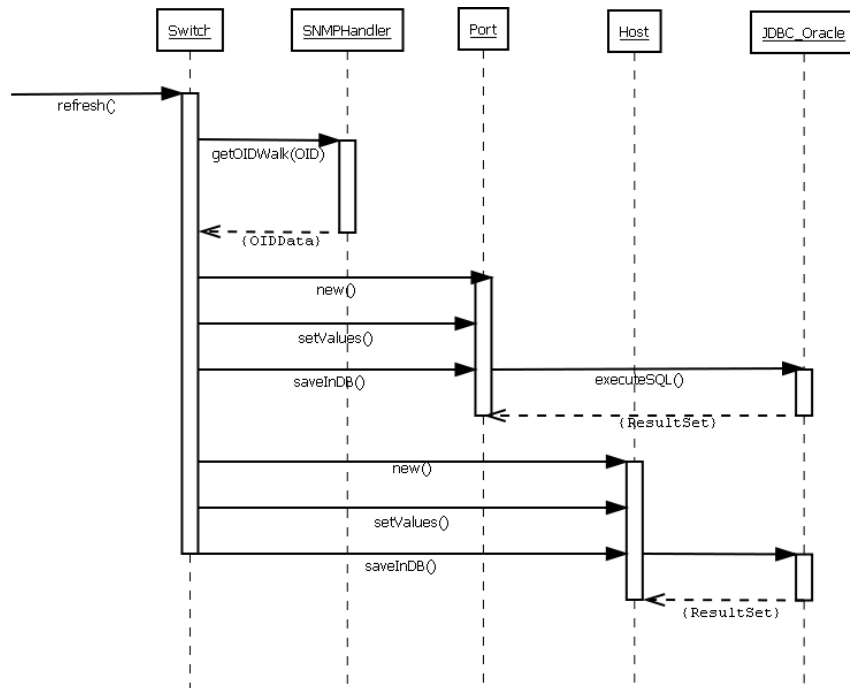 Switch
SNMPHandler
Port
Host
JDBC_Oracle
refresh()
getOIDWalk(OID)
{OIDData}
new()
setValues()
saveInDB()
executeSQL()
{ResultSet}
new()
setValues()
saveInDB()
{ResultSet}